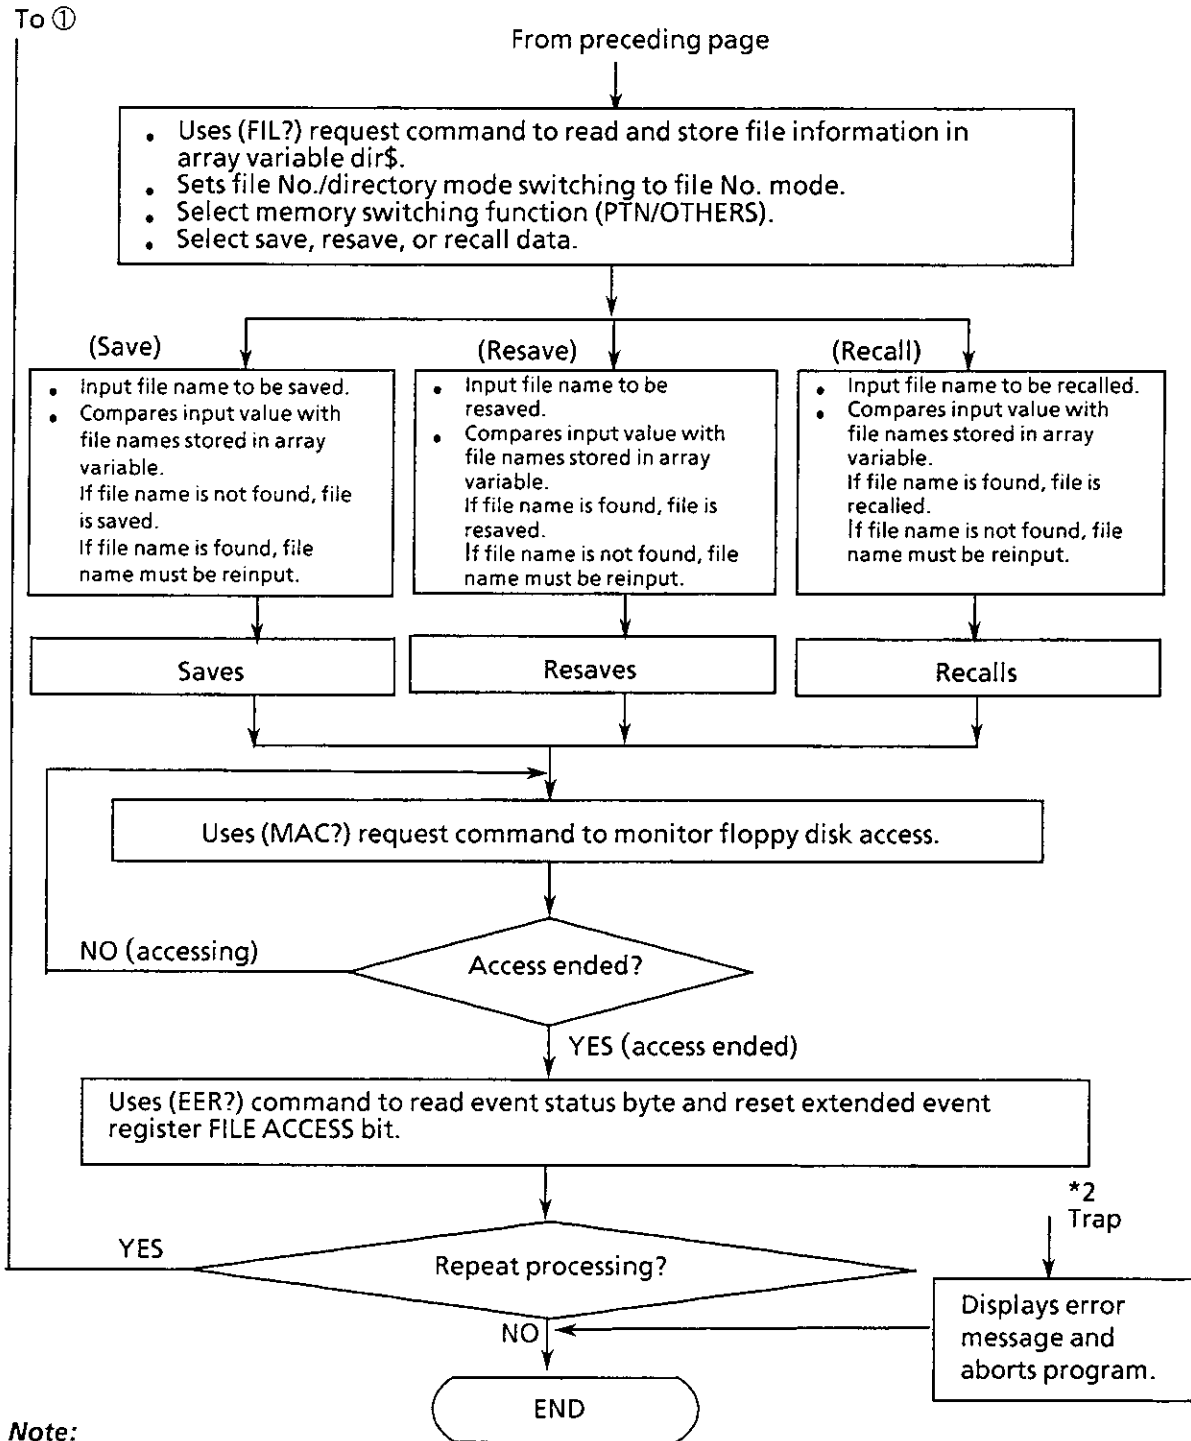 To ①
From preceding page
• Uses (FIL?) request command to read and store file information in
array variable dir$.
• Sets file No./directory mode switching to file No. mode.
• Select memory switching function (PTN/OTHERS).
• Select save, resave, or recall data.
(Save)
• Input file name to be saved.
• Compares input value with
file names stored in array
variable.
If file name is not found, file
is saved.
If file name is found, file
name must be reinput.
(Resave)
• Input file name to be
resaved.
• Compares input value with
file names stored in array
variable.
If file name is found, file is
resaved.
If file name is not found, file
name must be reinput.
(Recall)
• Input file name to be recalled.
• Compares input value with
file names stored in array
variable.
If file name is found, file is
recalled.
If file name is not found, file
name must be reinput.
Saves
Resaves
Recalls
Uses (MAC?) request command to monitor floppy disk access.
NO (accessing)
Access ended?
YES (access ended)
Uses (EER?) command to read event status byte and reset extended event
register FILE ACCESS bit.
*2
Trap
YES
Repeat processing?
Displays error
message and
aborts program.
NO
END
Note: